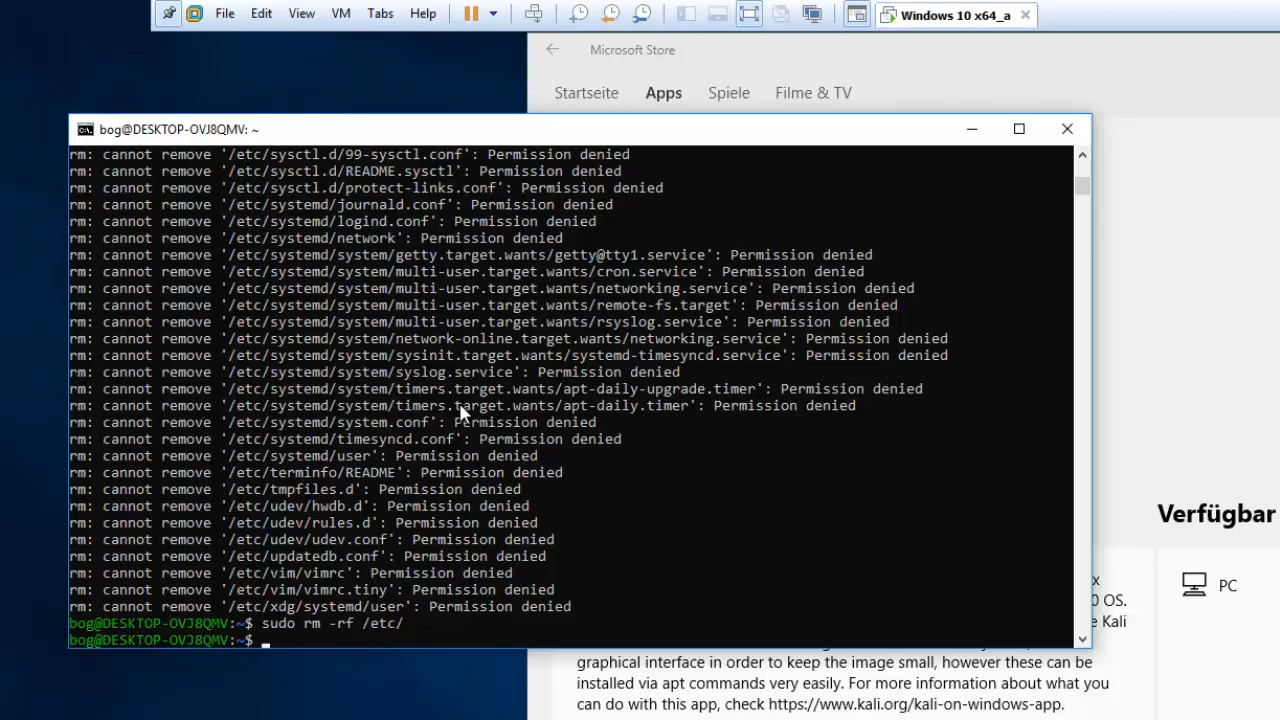 File Edit View VM Tabs Help
Windows 10 x64_a
Microsoft Store
Startseite Apps Spiele Filme & TV
bog@DESKTOP-OVJ8QMV: ~
rm: cannot remove '/etc/sysctl.d/99-sysctl.conf': Permission denied
rm: cannot remove '/etc/sysctl.d/README.sysctl': Permission denied
rm: cannot remove '/etc/sysctl.d/protect-links.conf': Permission denied
rm: cannot remove '/etc/systemd/journald.conf': Permission denied
rm: cannot remove '/etc/systemd/logind.conf': Permission denied
rm: cannot remove '/etc/systemd/network': Permission denied
rm: cannot remove '/etc/systemd/system/getty.target.wants/getty@tty1.service': Permission denied
rm: cannot remove '/etc/systemd/system/multi-user.target.wants/cron.service': Permission denied
rm: cannot remove '/etc/systemd/system/multi-user.target.wants/networking.service': Permission denied
rm: cannot remove '/etc/systemd/system/multi-user.target.wants/remote-fs.target': Permission denied
rm: cannot remove '/etc/systemd/system/multi-user.target.wants/rsyslog.service': Permission denied
rm: cannot remove '/etc/systemd/system/network-online.target.wants/networking.service': Permission denied
rm: cannot remove '/etc/systemd/system/sysinit.target.wants/systemd-timesyncd.service': Permission denied
rm: cannot remove '/etc/systemd/system/syslog.service': Permission denied
rm: cannot remove '/etc/systemd/system/timers.target.wants/apt-daily-upgrade.timer': Permission denied
rm: cannot remove '/etc/systemd/system/timers.target.wants/apt-daily.timer': Permission denied
rm: cannot remove '/etc/systemd/system.conf': Permission denied
rm: cannot remove '/etc/systemd/timesyncd.conf': Permission denied
rm: cannot remove '/etc/systemd/user': Permission denied
rm: cannot remove '/etc/terminfo/README': Permission denied
rm: cannot remove '/etc/tmpfiles.d': Permission denied
rm: cannot remove '/etc/udev/hwdb.d': Permission denied
rm: cannot remove '/etc/udev/rules.d': Permission denied
rm: cannot remove '/etc/udev/udev.conf': Permission denied
rm: cannot remove '/etc/updatedb.conf': Permission denied
rm: cannot remove '/etc/vim/vimrc': Permission denied
rm: cannot remove '/etc/vim/vimrc.tiny': Permission denied
rm: cannot remove '/etc/xdg/systemd/user': Permission denied
bog@DESKTOP-OVJ8QMV:~$ sudo rm -rf /etc/
bog@DESKTOP-OVJ8QMV:~$
Verfügbar
PC
x
0 OS.
e Kali
graphical interface in order to keep the image small, however these can be
installed via apt commands very easily. For more information about what you
can do with this app, check https://www.kali.org/kali-on-windows-app.